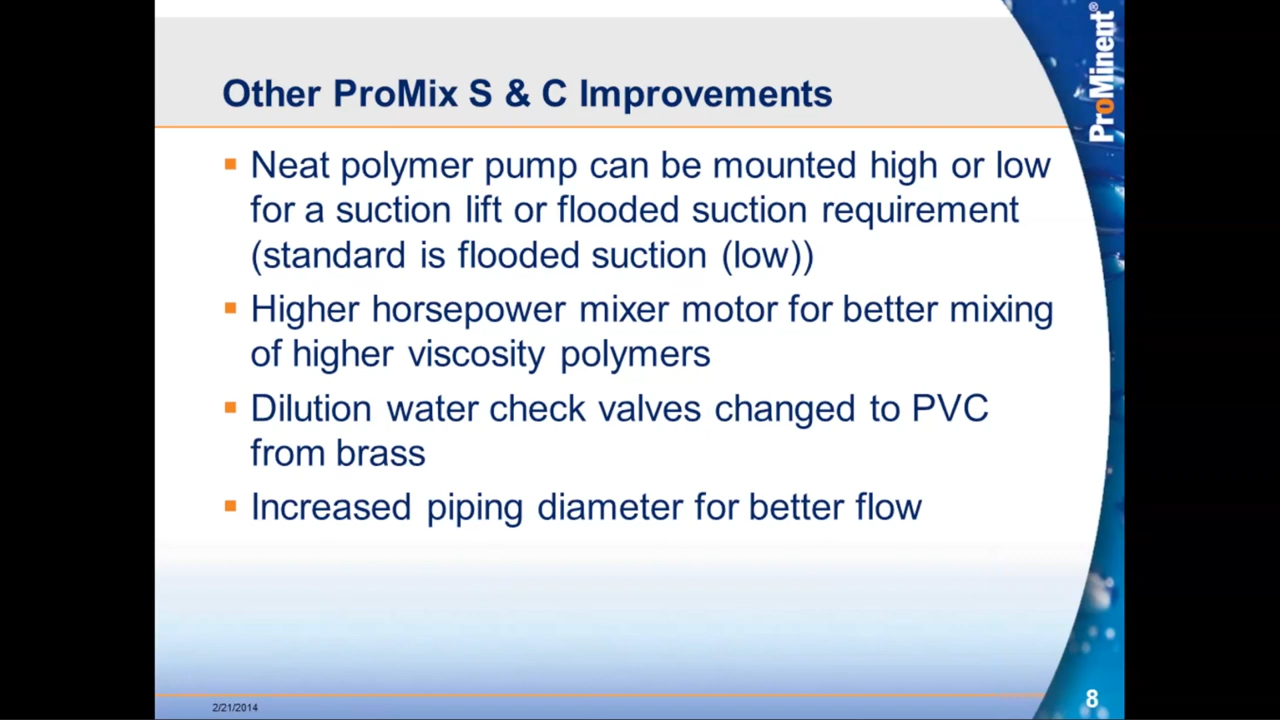 Other ProMix S & C Improvements
ProMinent®
▪ Neat polymer pump can be mounted high or low
for a suction lift or flooded suction requirement
(standard is flooded suction (low))
▪ Higher horsepower mixer motor for better mixing
of higher viscosity polymers
▪ Dilution water check valves changed to PVC
from brass
▪ Increased piping diameter for better flow
2/21/2014
8